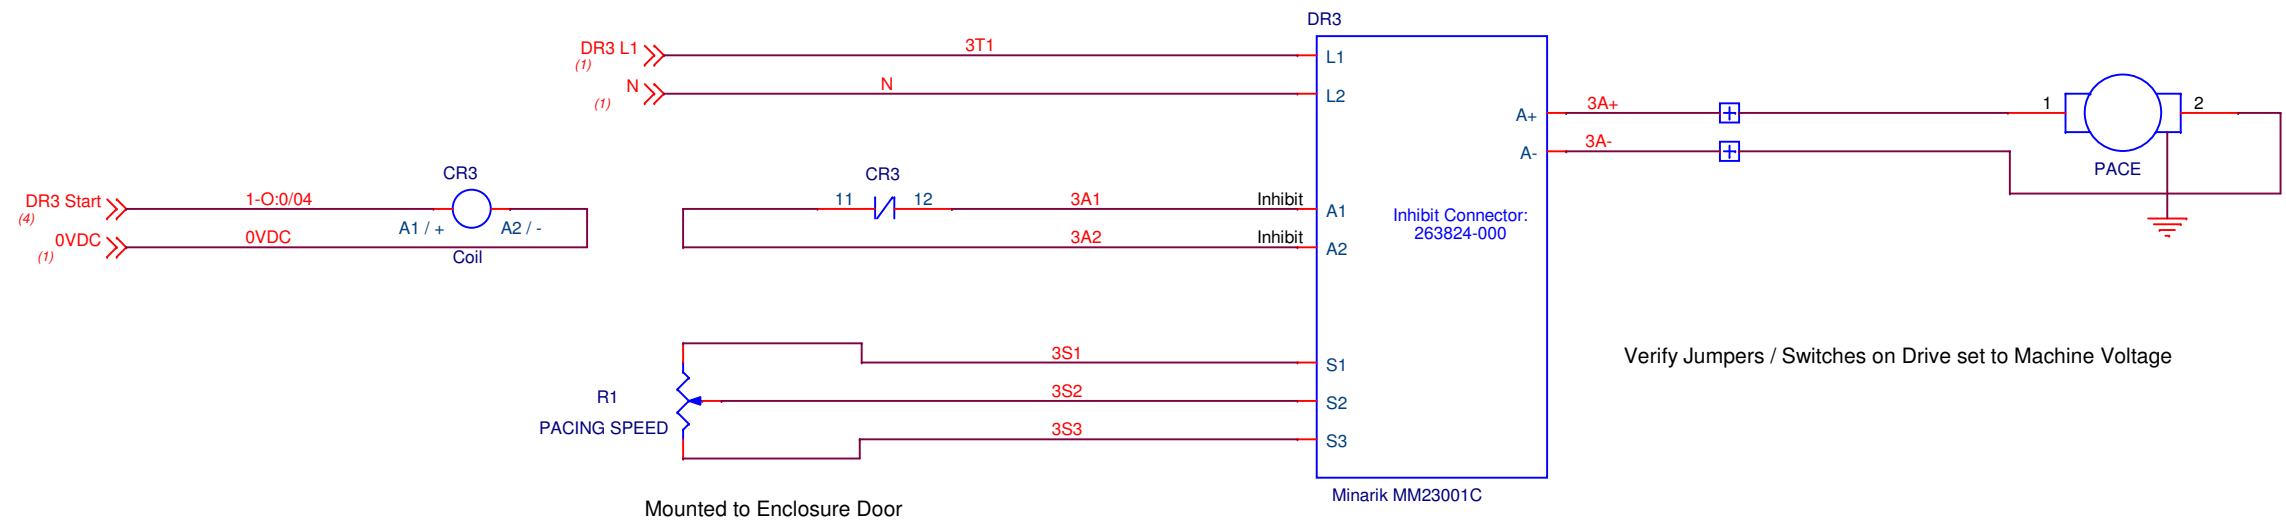 DR3
DR3 L1
(1)
3T1
L1
N
(1)
N
L2
3A+
A+
1
2
3A-
A-
PACE
CR3
DR3 Start
(4)
1-O:0/04
A1 / +
A2 / -
0VDC
(1)
0VDC
Coil
CR3
11
12
3A1
Inhibit
A1
3A2
Inhibit
A2
Inhibit Connector:
263824-000
3S1
S1
R1
3S2
S2
PACING SPEED
3S3
S3
Verify Jumpers / Switches on Drive set to Machine Voltage
Minarik MM23001C
Mounted to Enclosure Door